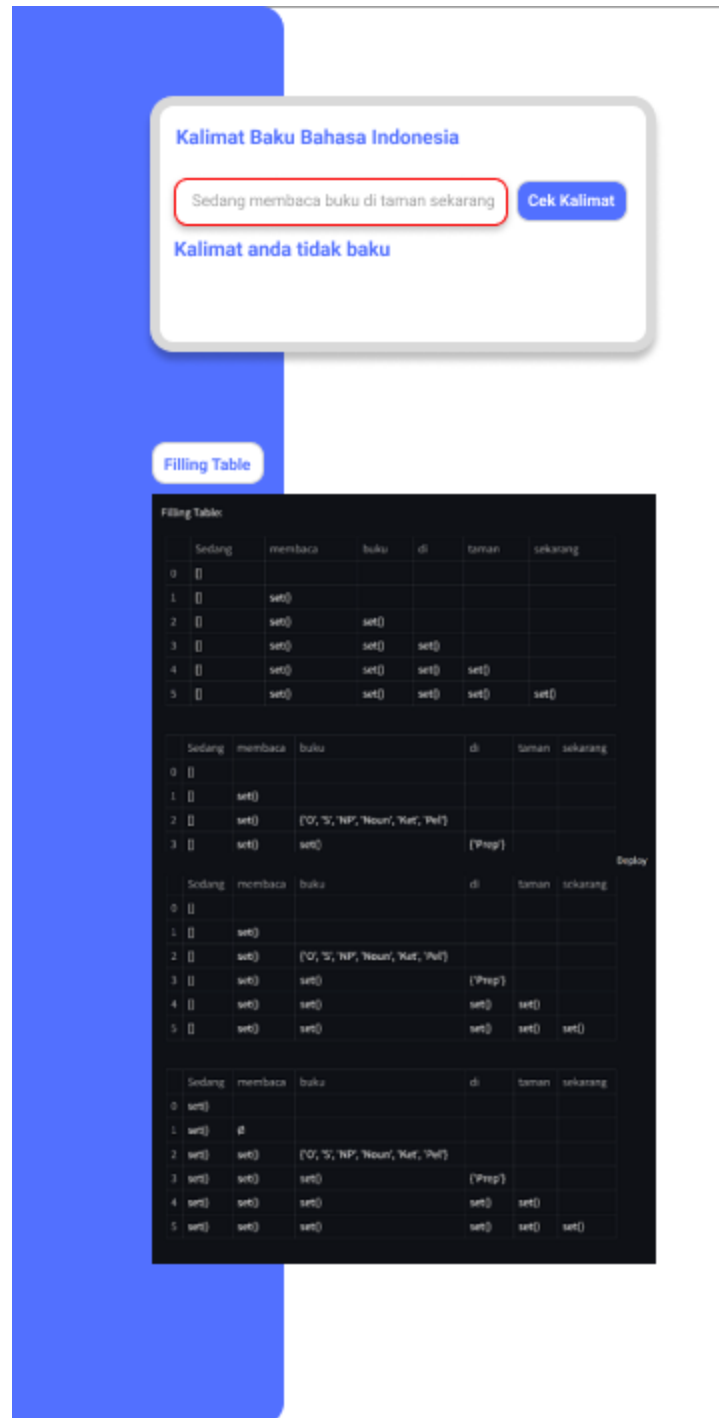 Kalimat Baku Bahasa Indonesia
Sedang membaca buku di taman sekarang
Cek Kalimat
Kalimat anda tidak baku
Filling Table
Filling Table:
Sedang membaca buku di taman sekarang
0 []
1 [] set()
2 [] set() set()
3 [] set() set() set()
4 [] set() set() set() set()
5 [] set() set() set() set() set()
Sedang membaca buku di taman sekarang
0 []
1 [] set()
2 [] set() {'O', 'S', 'NP', 'Noun', 'Ket', 'Pel'}
3 [] set() set() {'Prep'}
Deploy
Sedang membaca buku di taman sekarang
0 []
1 [] set()
2 [] set() {'O', 'S', 'NP', 'Noun', 'Ket', 'Pel'}
3 [] set() set() {'Prep'}
4 [] set() set() set() set()
5 [] set() set() set() set() set()
Sedang membaca buku di taman sekarang
0 set()
1 set() ∅
2 set() set() {'O', 'S', 'NP', 'Noun', 'Ket', 'Pel'}
3 set() set() set() {'Prep'}
4 set() set() set() set() set()
5 set() set() set() set() set() set()